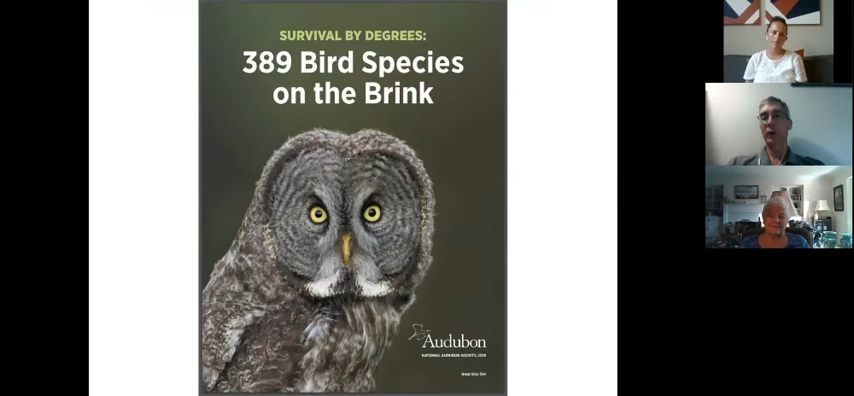 SURVIVAL BY DEGREES:
389 Bird Species
on the Brink
Audubon
NATIONAL AUDUBON SOCIETY, 2019
Great Gray Owl